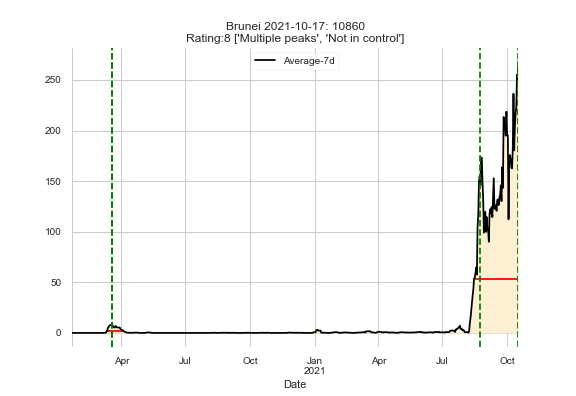 Brunei 2021-10-17: 10860
Rating:8 ['Multiple peaks', 'Not in control']
Average-7d
250
200
150
100
50
0
Apr Jul Oct Jan Apr Jul Oct
2021
Date